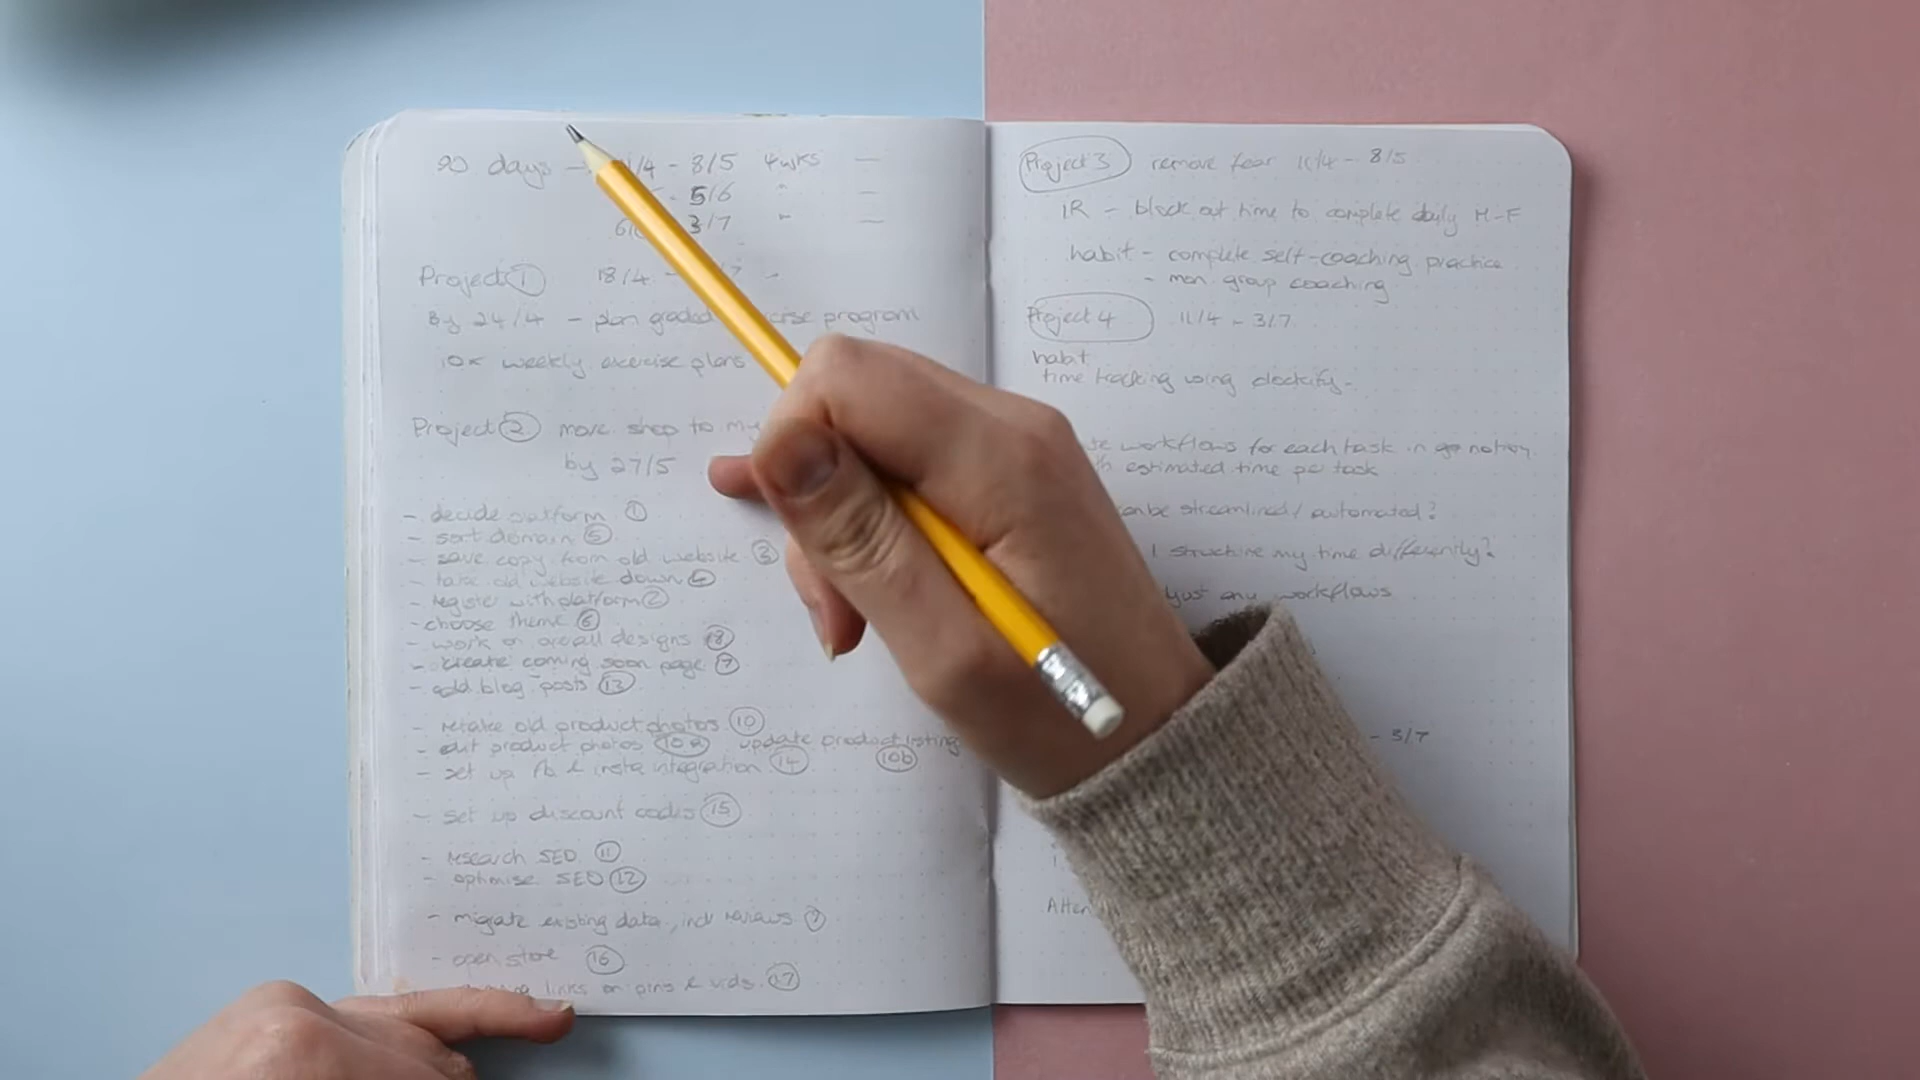 90 days — 11/4 - 8/5 4wks —
- 5/6 " —
6/ 3/7 " —
Project 1 18/4 - /7 -
By 24/4 - plan graded program
10x weekly exercise plans
Project 2 move shop to my
by 27/5
- decide platform 1
- sort domain 5
- save copy from old website 3
- take old website down 4
- register with platform 2
- choose theme 6
- work on overall designs 8
- create coming soon page 7
- add blog posts 13
- retake old product photos 10
- edit product photos 10a update product listing
- set up fb & insta integration 14 10b
- set up discount codes 15
- research SEO 11
- optimise SEO 12
- migrate existing data, incl reviews 9
- open store 16
links on pins & vids. 17
Project 3 remove fear 11/4 - 8/5
1R - block out time to complete daily M-F
habit - complete self-coaching practice
- mon group coaching
Project 4 11/4 - 3/7
habit
time tracking using clockify -
workflows for each task in notion
estimated time per task
be streamlined / automated?
I structure my time differently?
any workflows
- 3/7